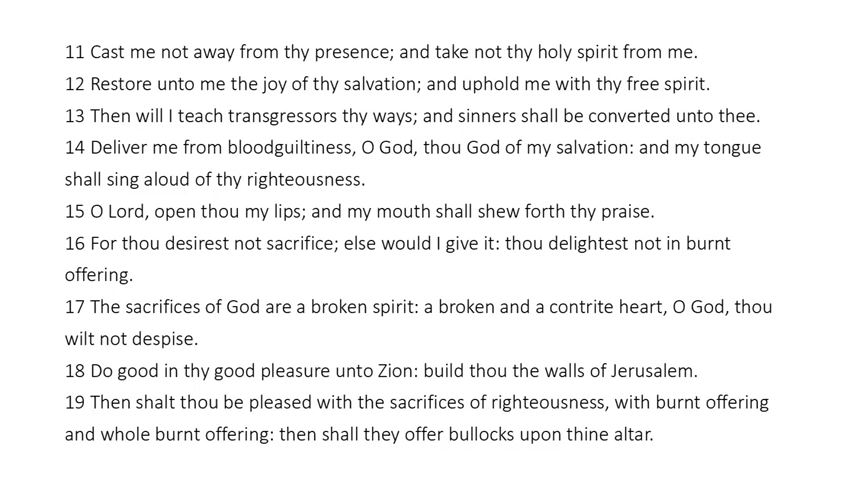 11 Cast me not away from thy presence; and take not thy holy spirit from me.
12 Restore unto me the joy of thy salvation; and uphold me with thy free spirit.
13 Then will I teach transgressors thy ways; and sinners shall be converted unto thee.
14 Deliver me from bloodguiltiness, O God, thou God of my salvation: and my tongue
shall sing aloud of thy righteousness.
15 O Lord, open thou my lips; and my mouth shall shew forth thy praise.
16 For thou desirest not sacrifice; else would I give it: thou delightest not in burnt
offering.
17 The sacrifices of God are a broken spirit: a broken and a contrite heart, O God, thou
wilt not despise.
18 Do good in thy good pleasure unto Zion: build thou the walls of Jerusalem.
19 Then shalt thou be pleased with the sacrifices of righteousness, with burnt offering
and whole burnt offering: then shall they offer bullocks upon thine altar.